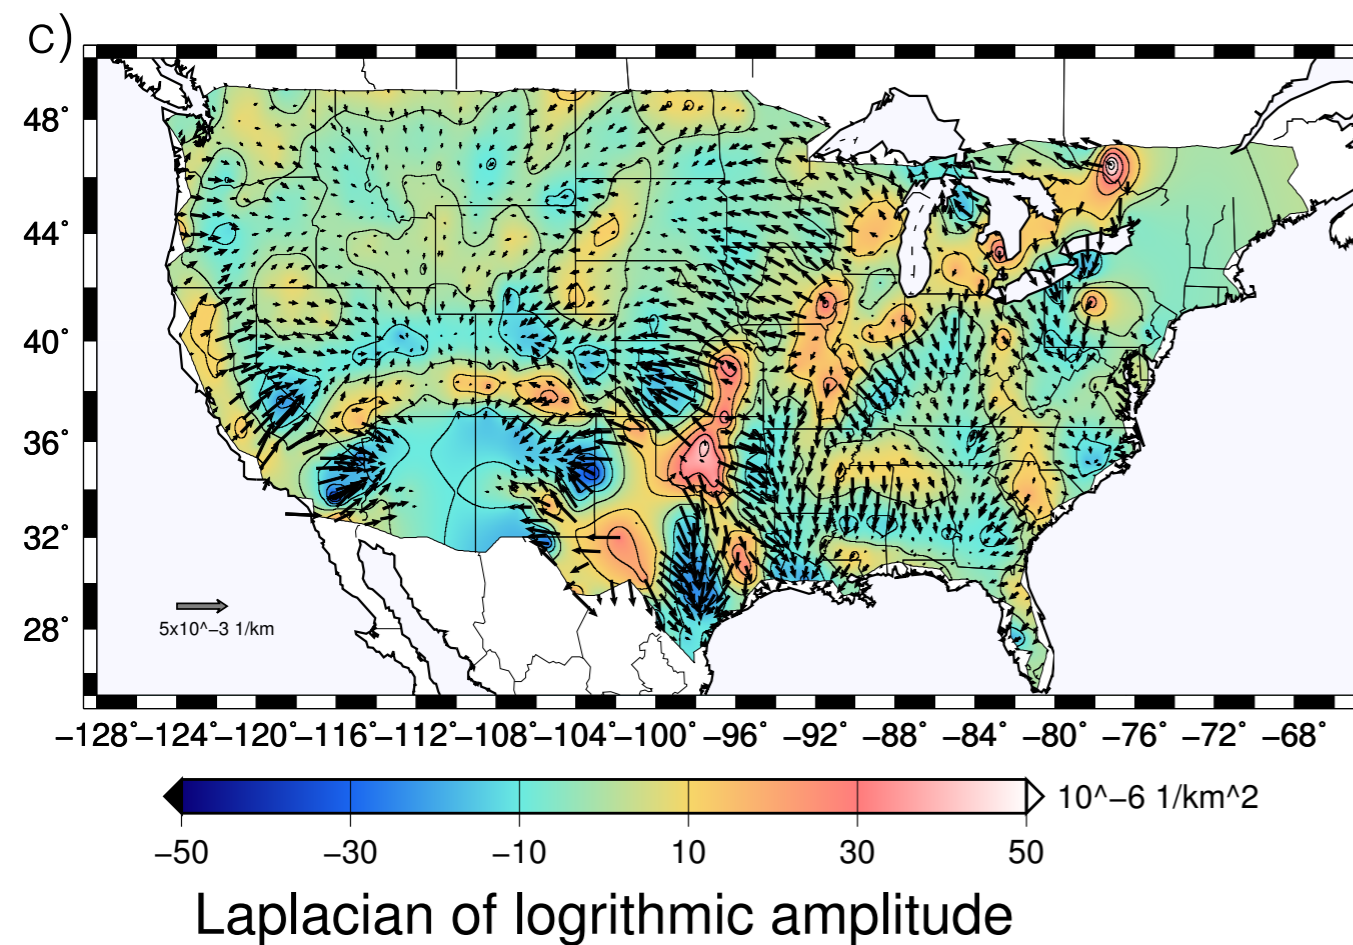 c)
48°
44°
40°
36°
32°
28°
5x10^−3 1/km
−128° −124° −120° −116° −112° −108° −104° −100° −96° −92° −88° −84° −80° −76° −72° −68°
10^−6 1/km^2
−50 −30 −10 10 30 50
Laplacian of logrithmic amplitude